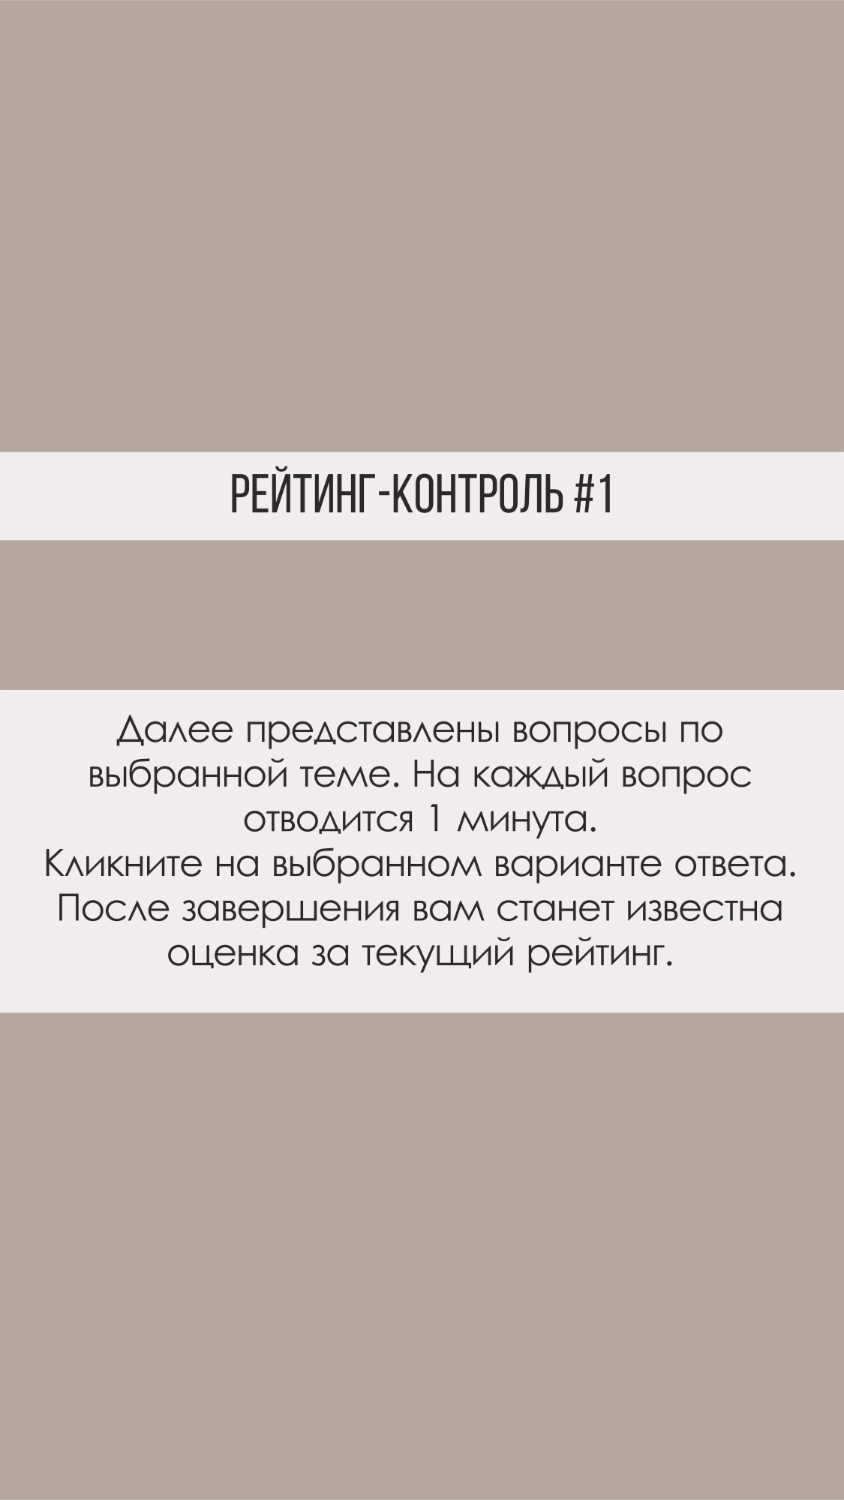 РЕЙТИНГ-КОНТРОЛЬ #1
Далее представлены вопросы по
выбранной теме. На каждый вопрос
отводится 1 минута.
Кликните на выбранном варианте ответа.
После завершения вам станет известна
оценка за текущий рейтинг.